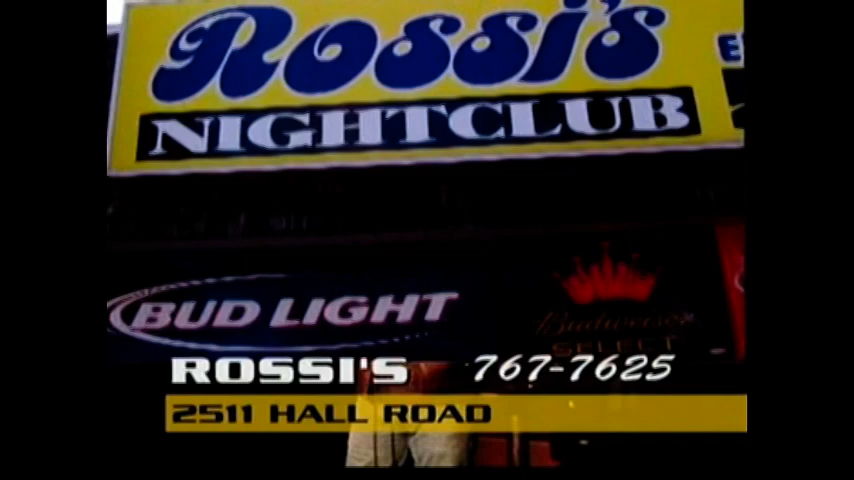 Rossi's
NIGHTCLUB
BUD LIGHT
Budweiser
SELECT
ROSSI'S 767-7625
2511 HALL ROAD